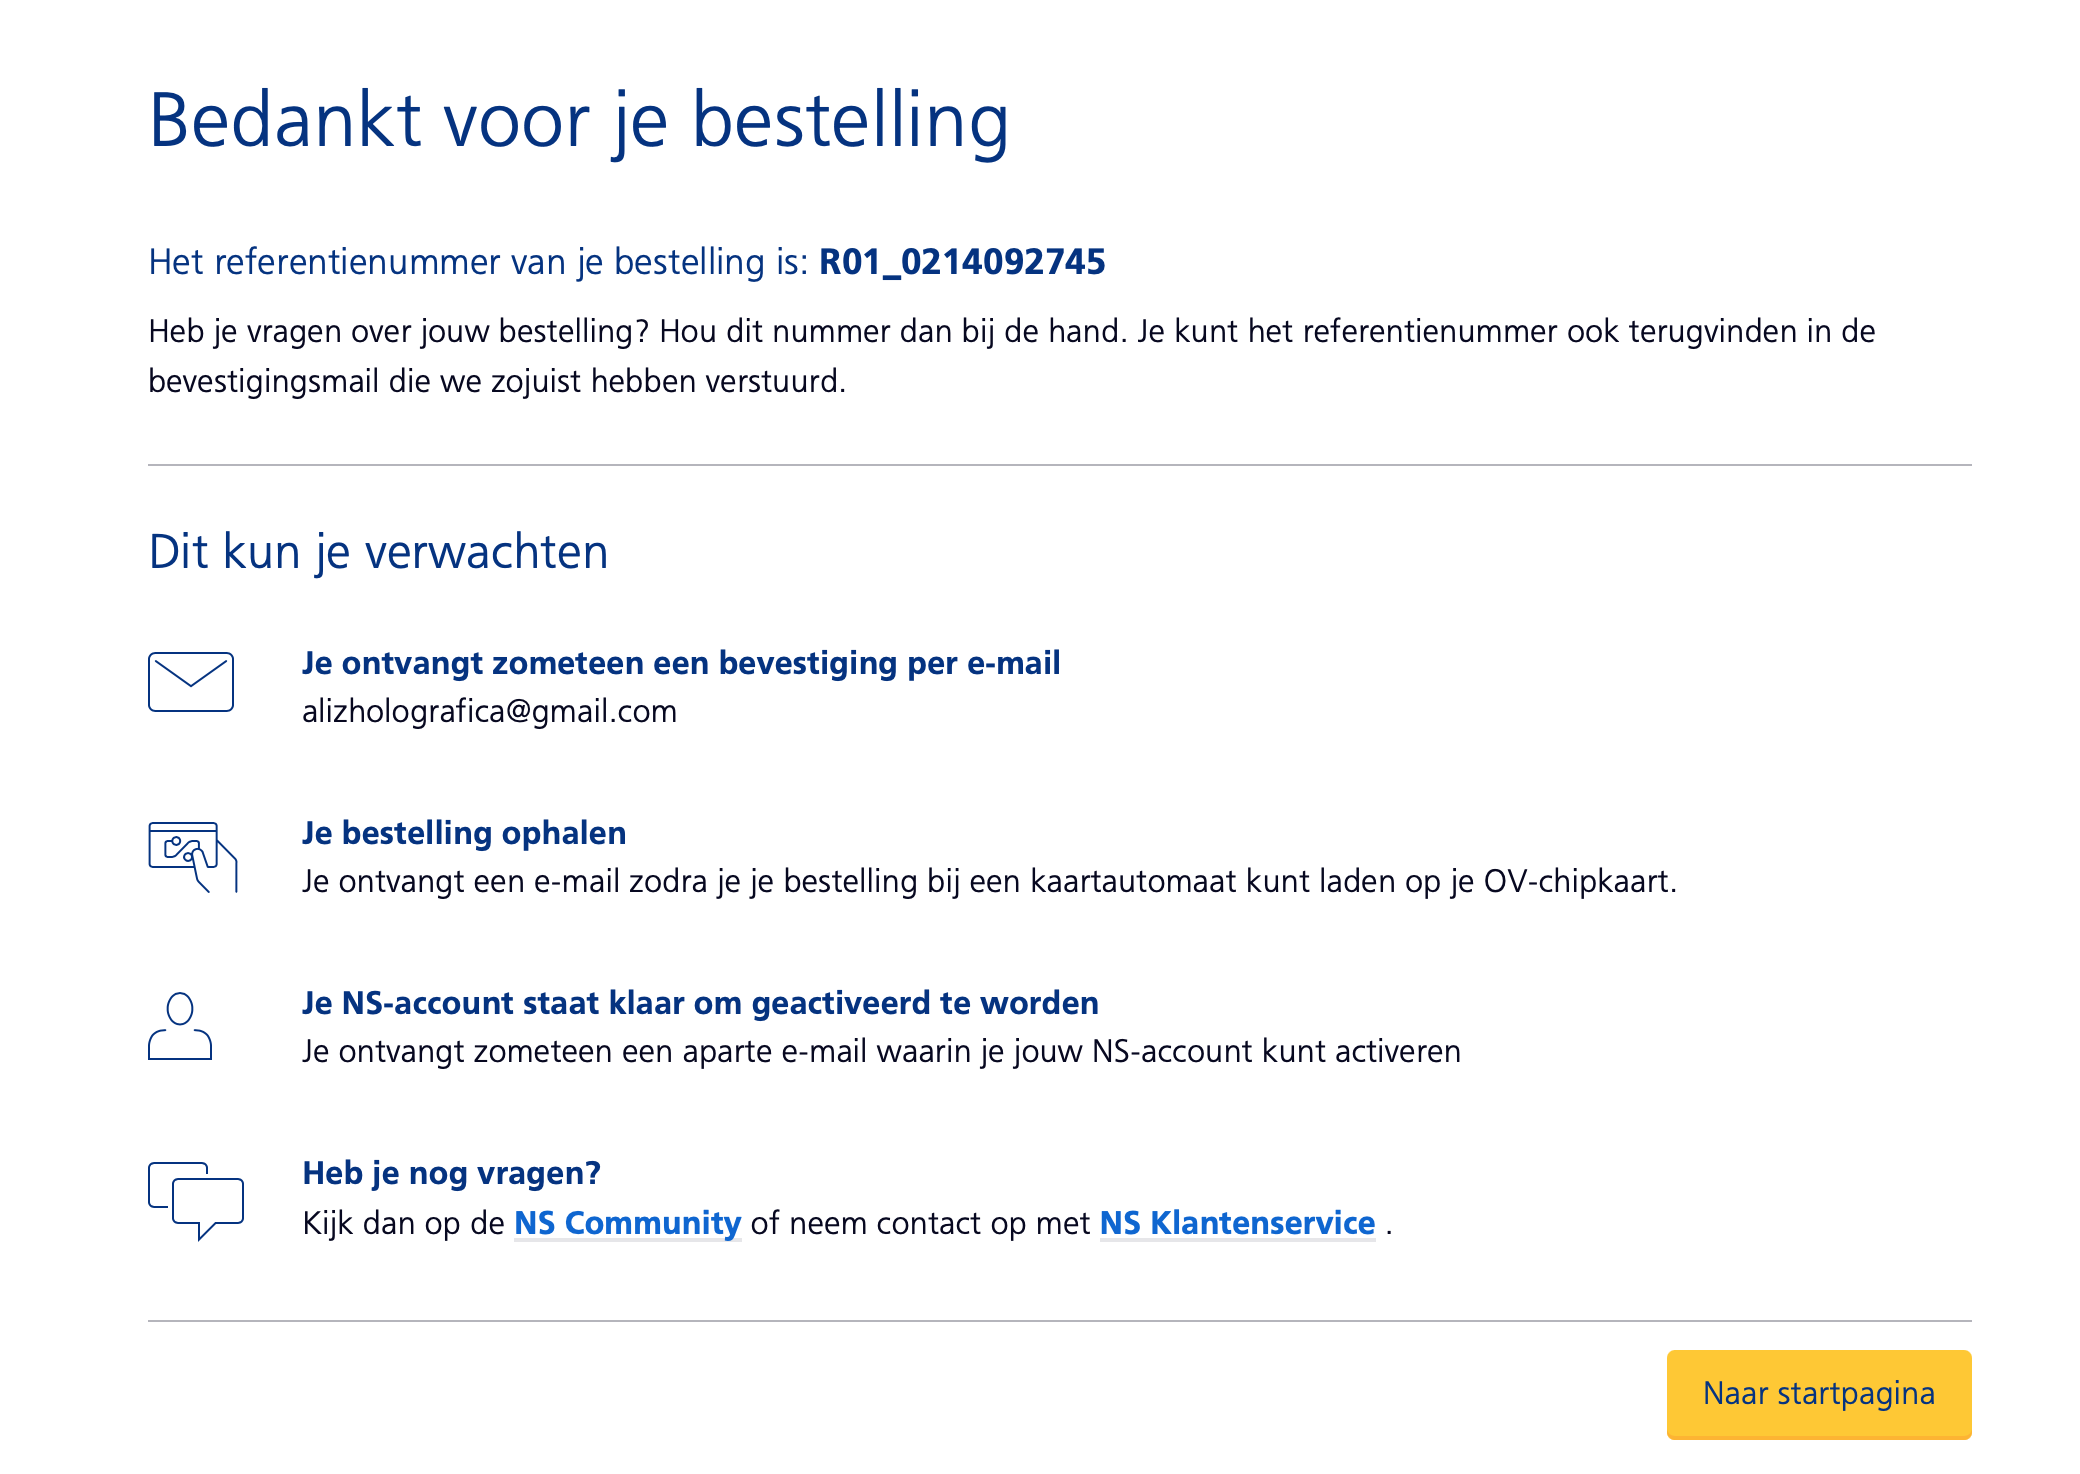 Bedankt voor je bestelling
Het referentienummer van je bestelling is: R01_0214092745
Heb je vragen over jouw bestelling? Hou dit nummer dan bij de hand. Je kunt het referentienummer ook terugvinden in de
bevestigingsmail die we zojuist hebben verstuurd.
Dit kun je verwachten
Je ontvangt zometeen een bevestiging per e-mail
alizholografica@gmail.com
Je bestelling ophalen
Je ontvangt een e-mail zodra je je bestelling bij een kaartautomaat kunt laden op je OV-chipkaart.
Je NS-account staat klaar om geactiveerd te worden
Je ontvangt zometeen een aparte e-mail waarin je jouw NS-account kunt activeren
Heb je nog vragen?
Kijk dan op de NS Community of neem contact op met NS Klantenservice .
Naar startpagina